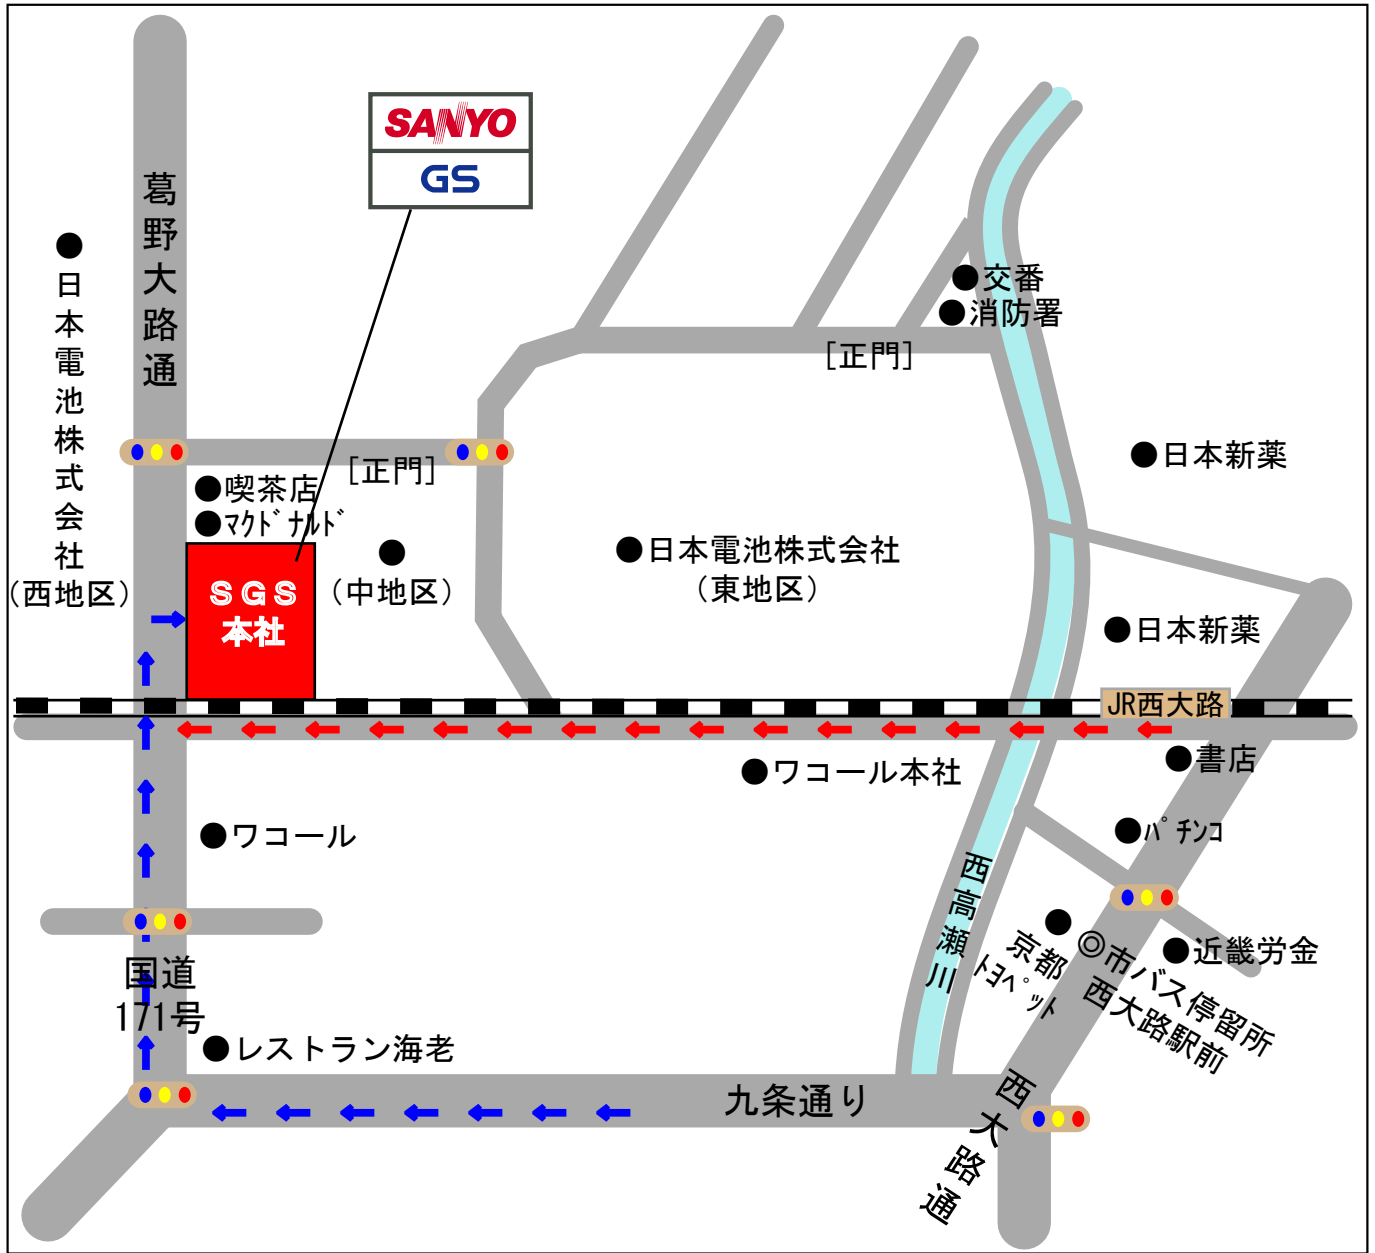 SANYO
GS
葛野大路通
●日本電池株式会社
(西地区)
●交番
●消防署
[正門]
[正門]
●喫茶店
●ﾏｸﾄﾞﾅﾙﾄﾞ
SGS
本社
●
(中地区)
●日本電池株式会社
(東地区)
●日本新薬
●日本新薬
JR西大路
●書店
●ワコール本社
●ﾊﾟﾁﾝｺ
●ワコール
西高瀬川
●京都
ﾄﾖﾍﾟｯﾄ
◎市バス停留所
西大路駅前
●近畿労金
国道
171号
●レストラン海老
九条通り
西大路通